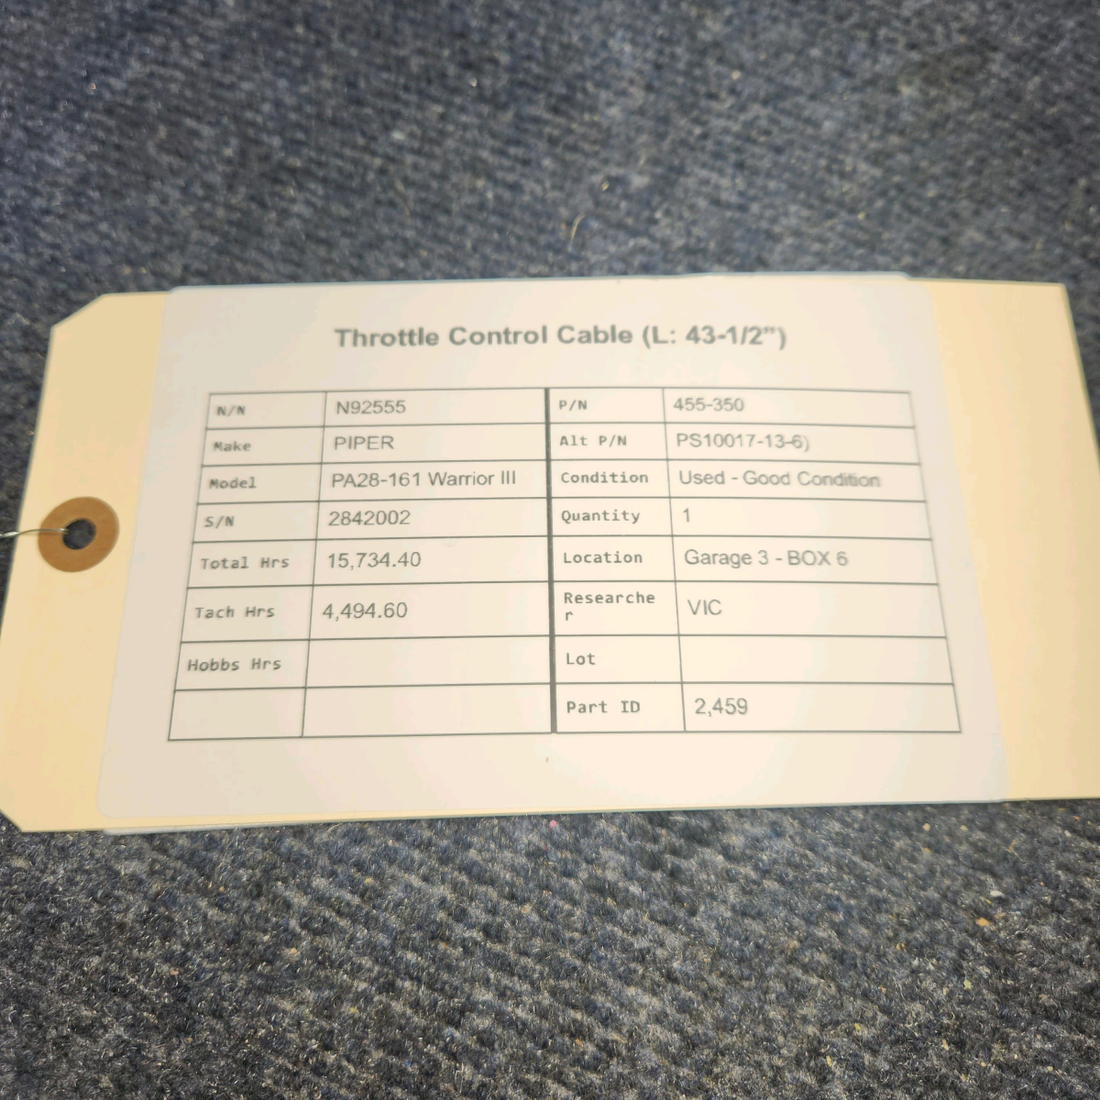 Throttle Control Cable (L: 43-1/2”)
N/N N92555 P/N 455-350
Make PIPER Alt P/N PS10017-13-6)
Model PA28-161 Warrior III Condition Used - Good Condition
S/N 2842002 Quantity 1
Total Hrs 15,734.40 Location Garage 3 - BOX 6
Tach Hrs 4,494.60 Researche
r VIC
Hobbs Hrs Lot
Part ID 2,459